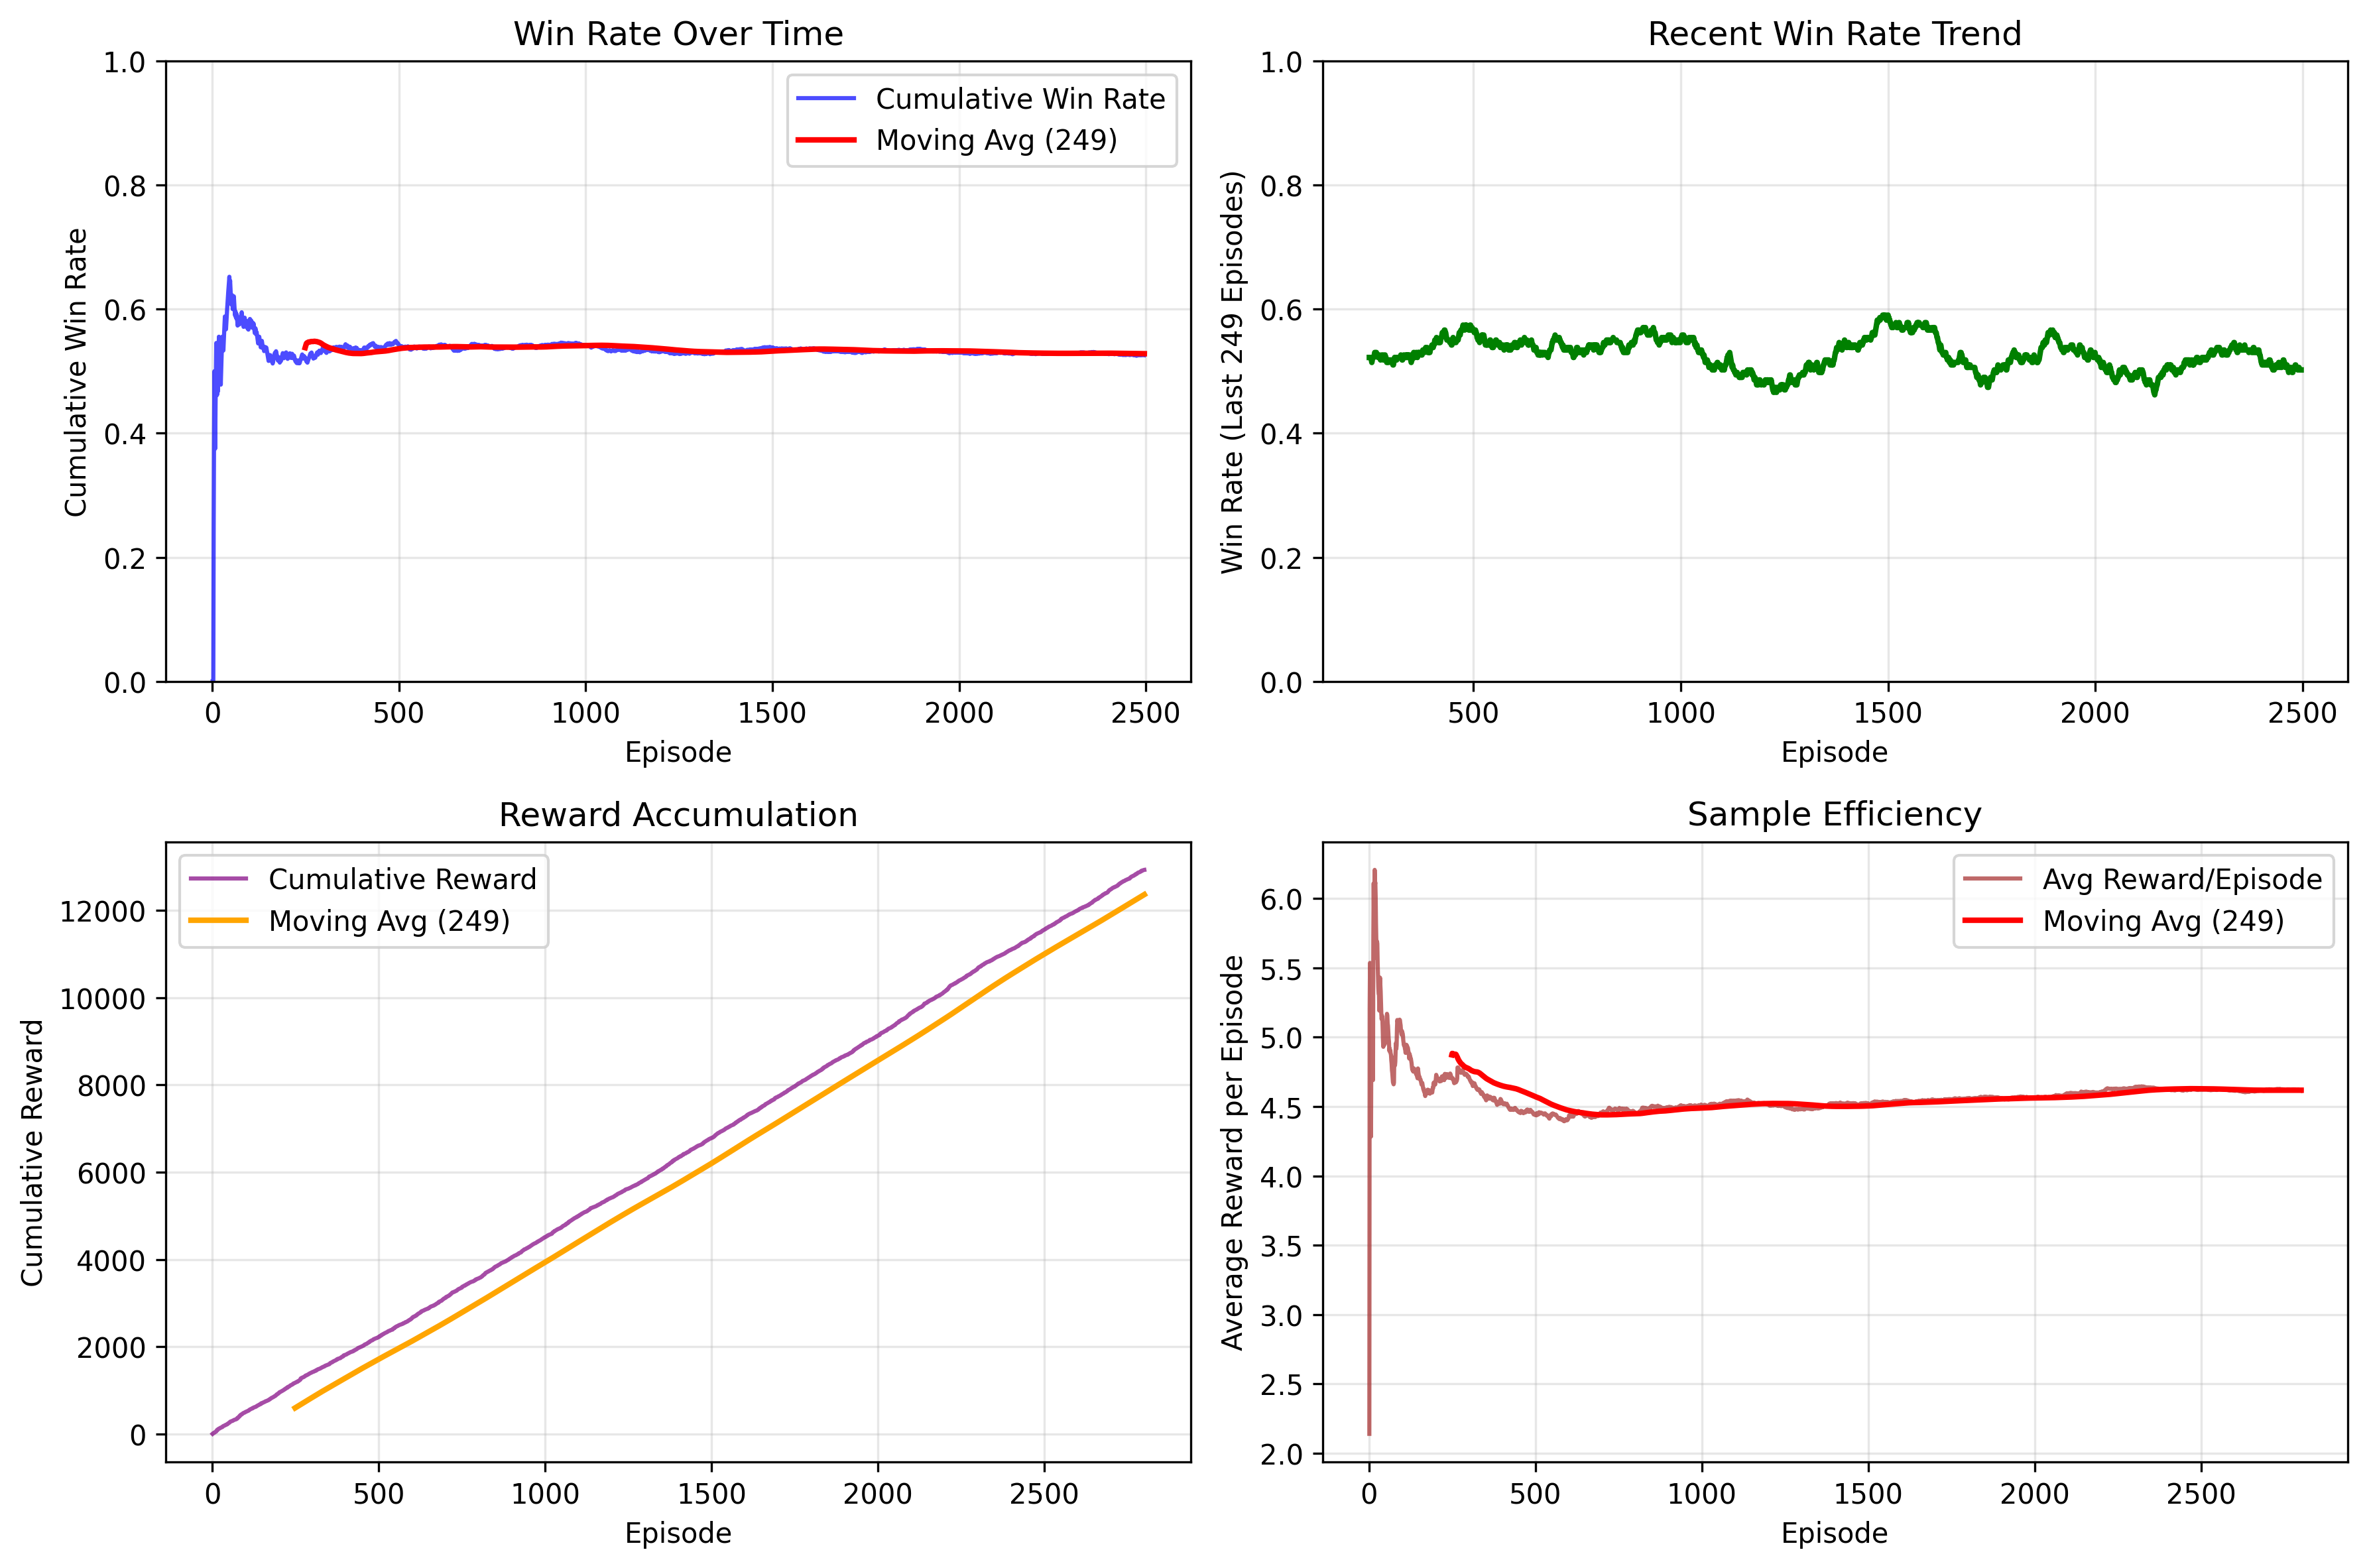 Win Rate Over Time
Cumulative Win Rate
1.0
0.8
0.6
0.4
0.2
0.0
Cumulative Win Rate
Moving Avg (249)
0 500 1000 1500 2000 2500
Episode
Recent Win Rate Trend
Win Rate (Last 249 Episodes)
1.0
0.8
0.6
0.4
0.2
0.0
500 1000 1500 2000 2500
Episode
Reward Accumulation
Cumulative Reward
12000
10000
8000
6000
4000
2000
0
Cumulative Reward
Moving Avg (249)
0 500 1000 1500 2000 2500
Episode
Sample Efficiency
Average Reward per Episode
6.0
5.5
5.0
4.5
4.0
3.5
3.0
2.5
2.0
Avg Reward/Episode
Moving Avg (249)
0 500 1000 1500 2000 2500
Episode